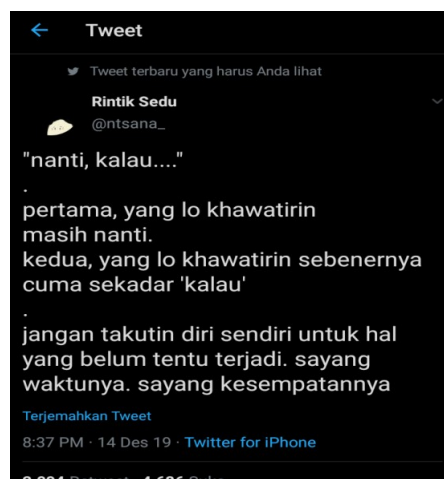 Tweet
Tweet terbaru yang harus Anda lihat
Rintik Sedu
@ntsana_
"nanti, kalau...."
.
pertama, yang lo khawatirin
masih nanti.
kedua, yang lo khawatirin sebenernya
cuma sekadar 'kalau'
.
jangan takutin diri sendiri untuk hal
yang belum tentu terjadi. sayang
waktunya. sayang kesempatannya
Terjemahkan Tweet
8:37 PM · 14 Des 19 · Twitter for iPhone